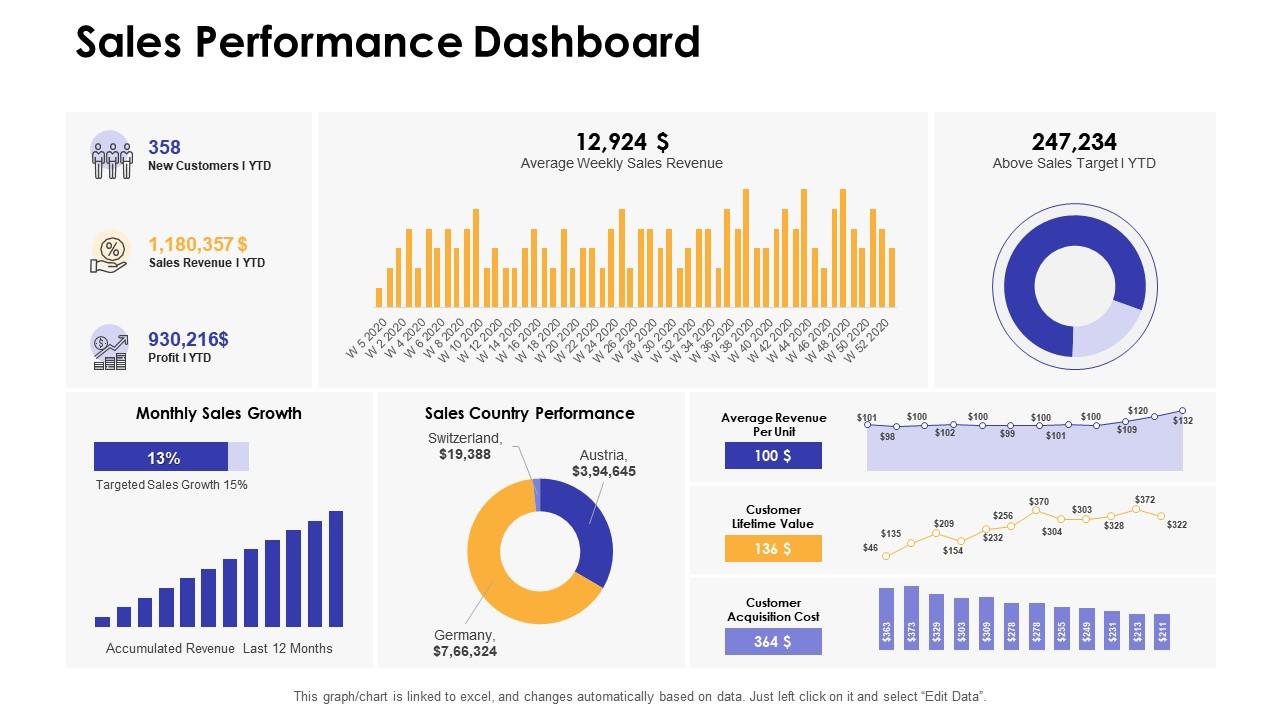 Sales Performance Dashboard
358
New Customers I YTD
1,180,357 $
Sales Revenue I YTD
930,216$
Profit I YTD
12,924 $
Average Weekly Sales Revenue
W 5 2020
W 2 2020
W 4 2020
W 6 2020
W 8 2020
W 10 2020
W 12 2020
W 14 2020
W 16 2020
W 18 2020
W 20 2020
W 22 2020
W 24 2020
W 26 2020
W 28 2020
W 30 2020
W 32 2020
W 34 2020
W 36 2020
W 38 2020
W 40 2020
W 42 2020
W 44 2020
W 46 2020
W 48 2020
W 50 2020
W 52 2020
247,234
Above Sales Target I YTD
Monthly Sales Growth
13%
Targeted Sales Growth 15%
Accumulated Revenue Last 12 Months
Sales Country Performance
Switzerland,
$19,388
Austria,
$3,94,645
Germany,
$7,66,324
Average Revenue
Per Unit
100 $
$101
$98
$100
$102
$100
$99
$100
$101
$100
$109
$120
$132
Customer
Lifetime Value
136 $
$46
$135
$209
$154
$232
$256
$370
$304
$303
$328
$372
$322
Customer
Acquisition Cost
364 $
$363
$373
$329
$303
$309
$278
$278
$255
$249
$231
$213
$211
This graph/chart is linked to excel, and changes automatically based on data. Just left click on it and select “Edit Data”.